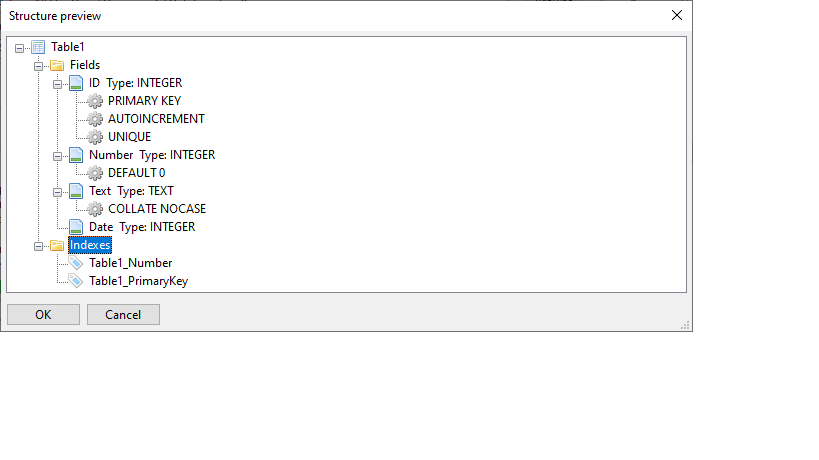 Structure preview
Table1
Fields
ID Type: INTEGER
PRIMARY KEY
AUTOINCREMENT
UNIQUE
Number Type: INTEGER
DEFAULT 0
Text Type: TEXT
COLLATE NOCASE
Date Type: INTEGER
Indexes
Table1_Number
Table1_PrimaryKey
OK Cancel